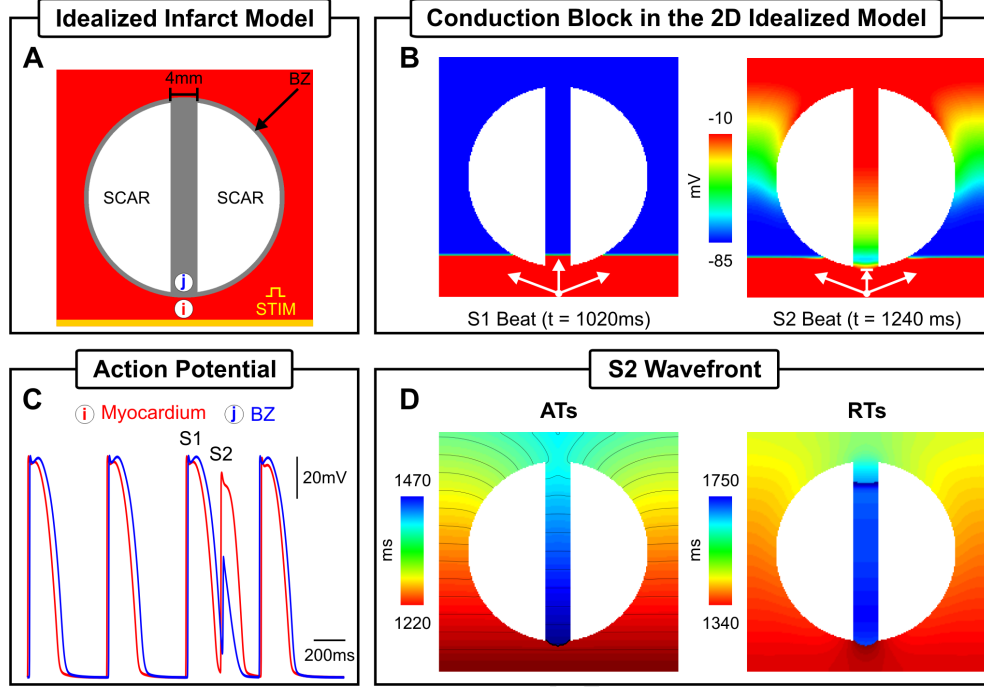 Idealized Infarct Model
A
4mm
BZ
SCAR
SCAR
j
i
STIM
Conduction Block in the 2D Idealized Model
B
-10
mV
-85
S1 Beat (t = 1020ms)
S2 Beat (t = 1240 ms)
Action Potential
C
i Myocardium
j BZ
S1
S2
20mV
200ms
S2 Wavefront
D
ATs
RTs
1470
ms
1220
1750
ms
1340